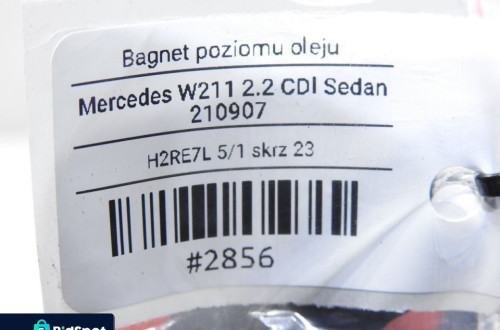 Bagnet poziomu oleju
Mercedes W211 2.2 CDI Sedan
210907
H2RE7L 5/1 skrz 23
#2856